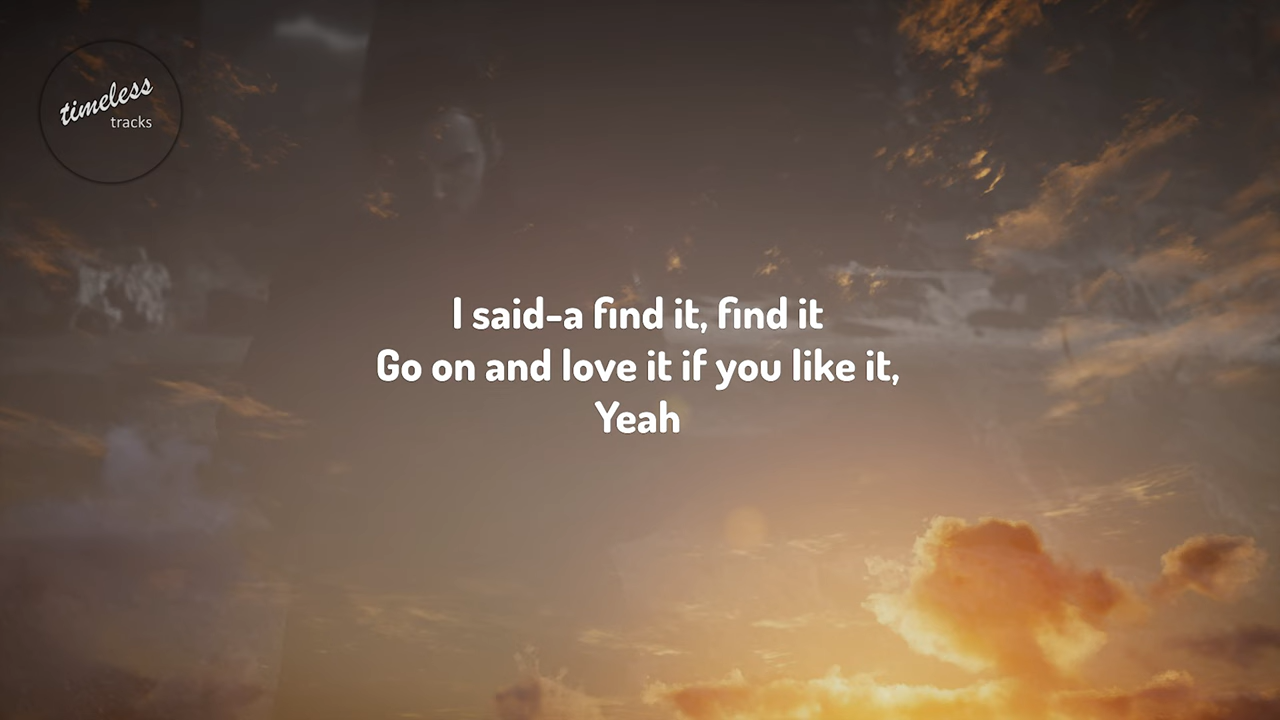 timeless
tracks
I said-a find it, find it
Go on and love it if you like it,
Yeah